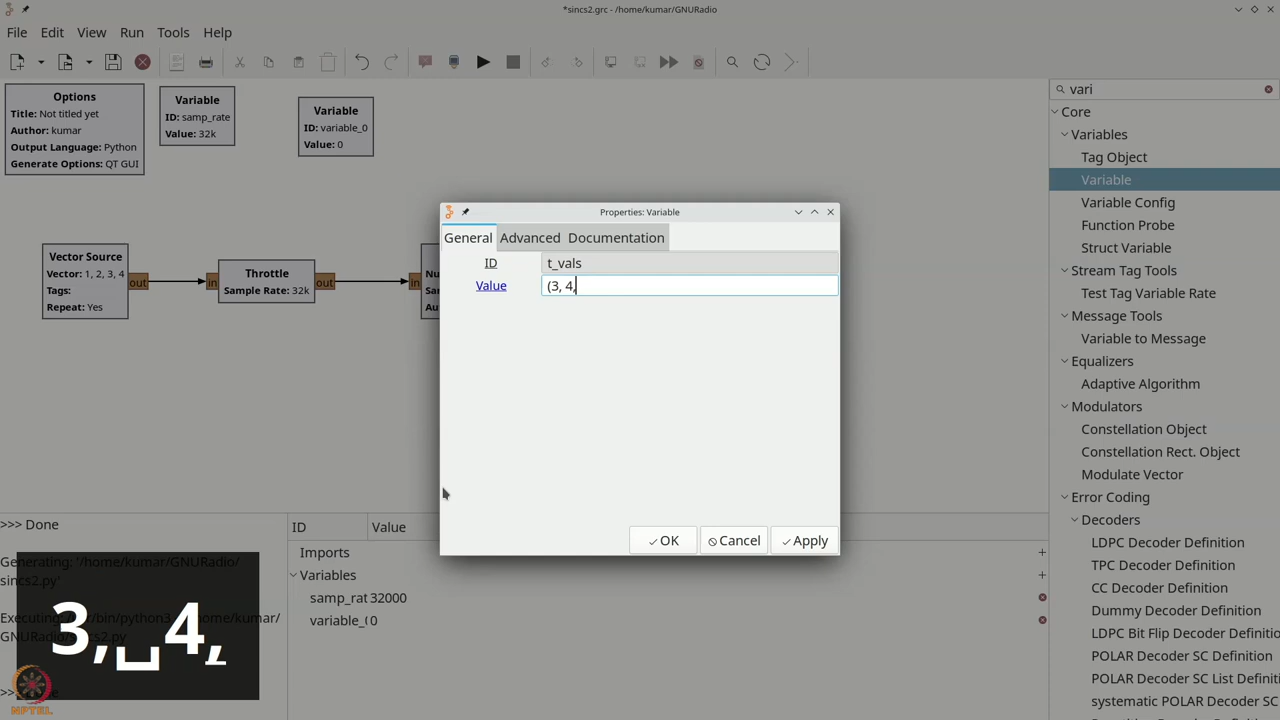 *sincs2.grc - /home/kumar/GNURadio
File Edit View Run Tools Help
Options
Title: Not titled yet
Author: kumar
Output Language: Python
Generate Options: QT GUI
Variable
ID: samp_rate
Value: 32k
Variable
ID: variable_0
Value: 0
Vector Source
Vector: 1, 2, 3, 4
Tags:
Repeat: Yes
out
in
Throttle
Sample Rate: 32k
out
in
Nu
Sa
Au
Properties: Variable
General Advanced Documentation
ID t_vals
Value (3, 4,
OK Cancel Apply
vari
Core
Variables
Tag Object
Variable
Variable Config
Function Probe
Struct Variable
Stream Tag Tools
Test Tag Variable Rate
Message Tools
Variable to Message
Equalizers
Adaptive Algorithm
Modulators
Constellation Object
Constellation Rect. Object
Modulate Vector
Error Coding
Decoders
LDPC Decoder Definition
TPC Decoder Definition
CC Decoder Definition
Dummy Decoder Definition
LDPC Bit Flip Decoder Definitio
POLAR Decoder SC Definition
POLAR Decoder SC List Definiti
systematic POLAR Decoder SC
>>> Done
Generating: '/home/kumar/GNURadio/
sincs2.py'
ID Value
Imports
Variables
samp_rat 32000
variable_( 0
3,␣4,
NPTEL